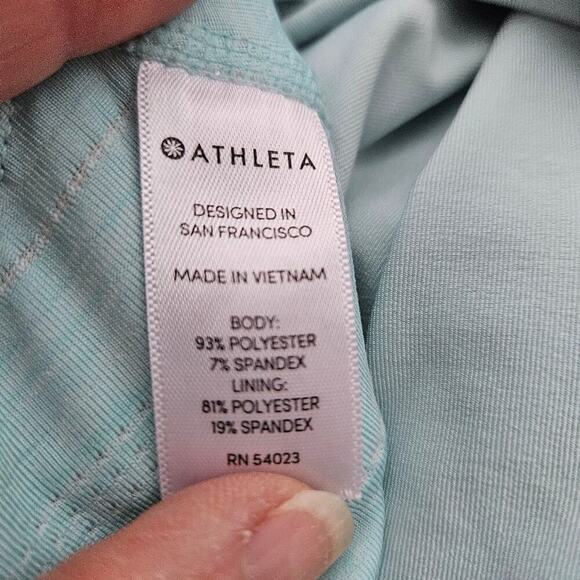 ATHLETA
DESIGNED IN
SAN FRANCISCO
MADE IN VIETNAM
BODY:
93% POLYESTER
7% SPANDEX
LINING:
81% POLYESTER
19% SPANDEX
RN 54023